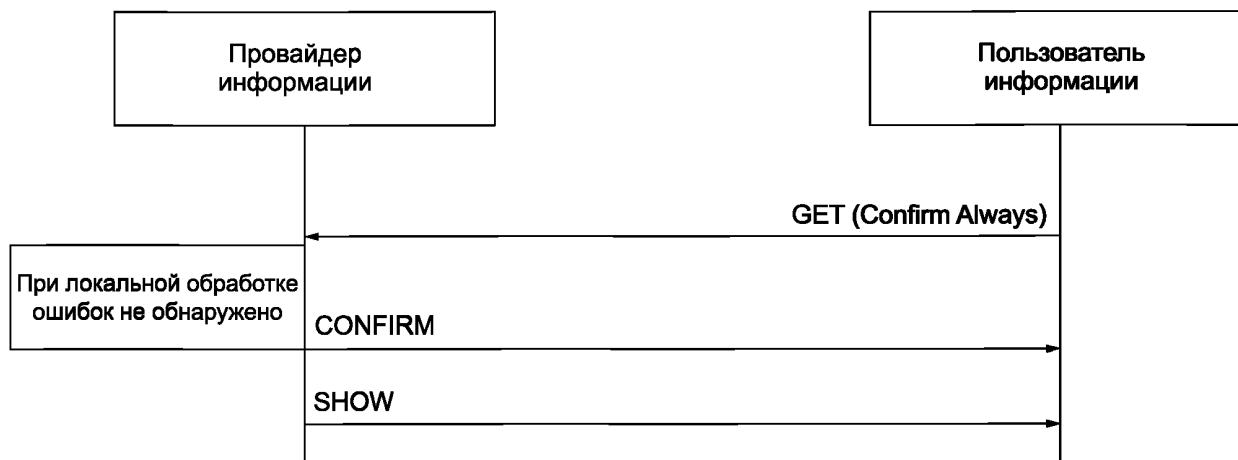 Провайдер
информации
Пользователь
информации
GET (Confirm Always)
При локальной обработке
ошибок не обнаружено
CONFIRM
SHOW